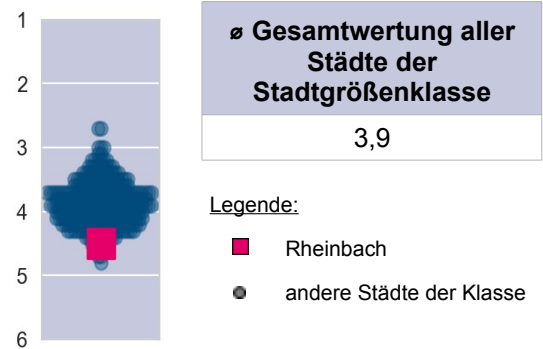 1
2
3
4
5
6
ø Gesamtwertung aller
Städte der
Stadtgrößenklasse
3,9
Legende:
Rheinbach
andere Städte der Klasse